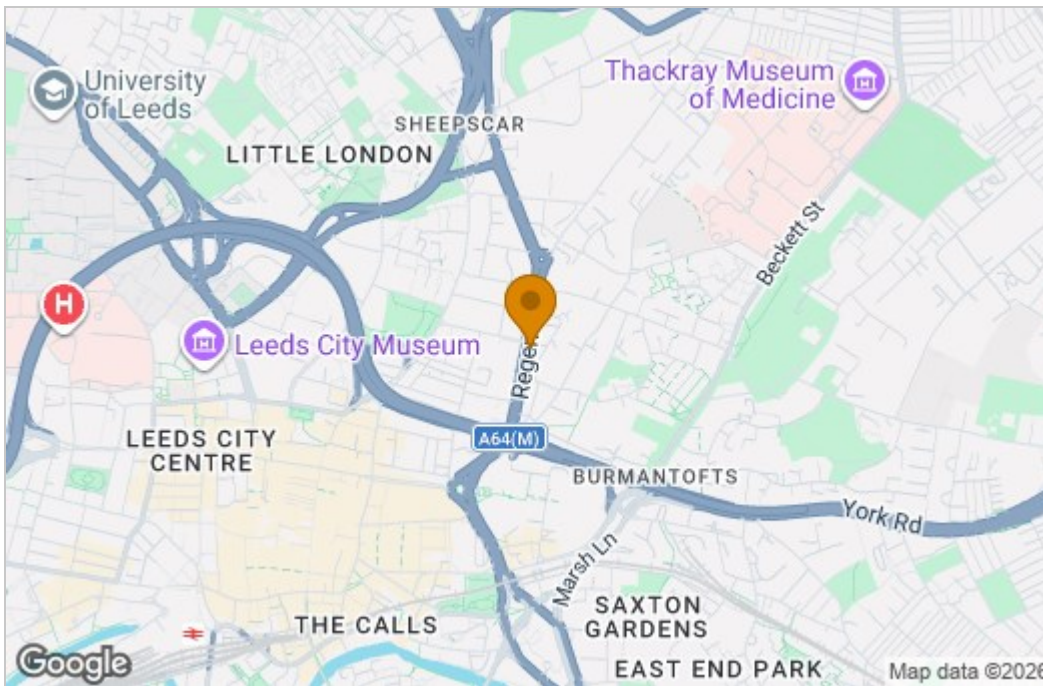 University
of Leeds
Thackray Museum
of Medicine
SHEEPSCAR
LITTLE LONDON
Beckett St
H
Leeds City Museum
A64(M)
LEEDS CITY
CENTRE
BURMANTOFTS
York Rd
Marsh Ln
SAXTON
GARDENS
THE CALLS
EAST END PARK
Google
Map data ©2026